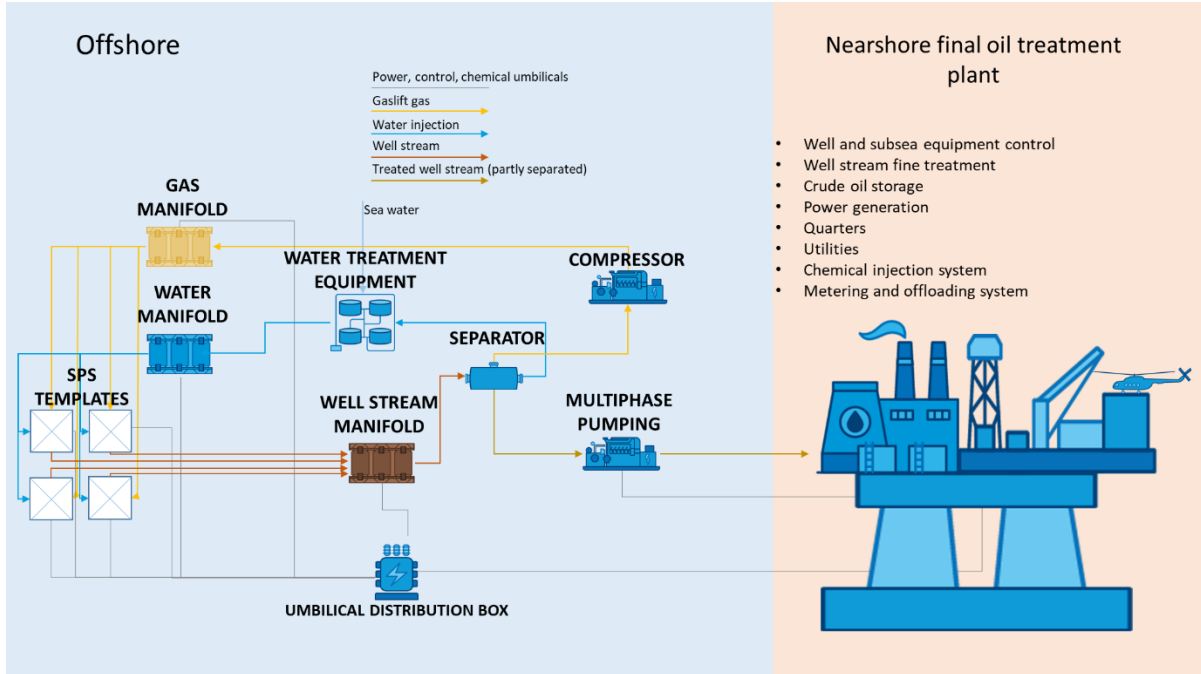 Offshore
Nearshore final oil treatment
plant
Power, control, chemical umbilicals
Gaslift gas
Water injection
Well stream
Treated well stream (partly separated)
• Well and subsea equipment control
• Well stream fine treatment
• Crude oil storage
• Power generation
• Quarters
• Utilities
• Chemical injection system
• Metering and offloading system
GAS
MANIFOLD
Sea water
WATER TREATMENT
EQUIPMENT
COMPRESSOR
WATER
MANIFOLD
SEPARATOR
SPS
TEMPLATES
WELL STREAM
MANIFOLD
MULTIPHASE
PUMPING
UMBILICAL DISTRIBUTION BOX